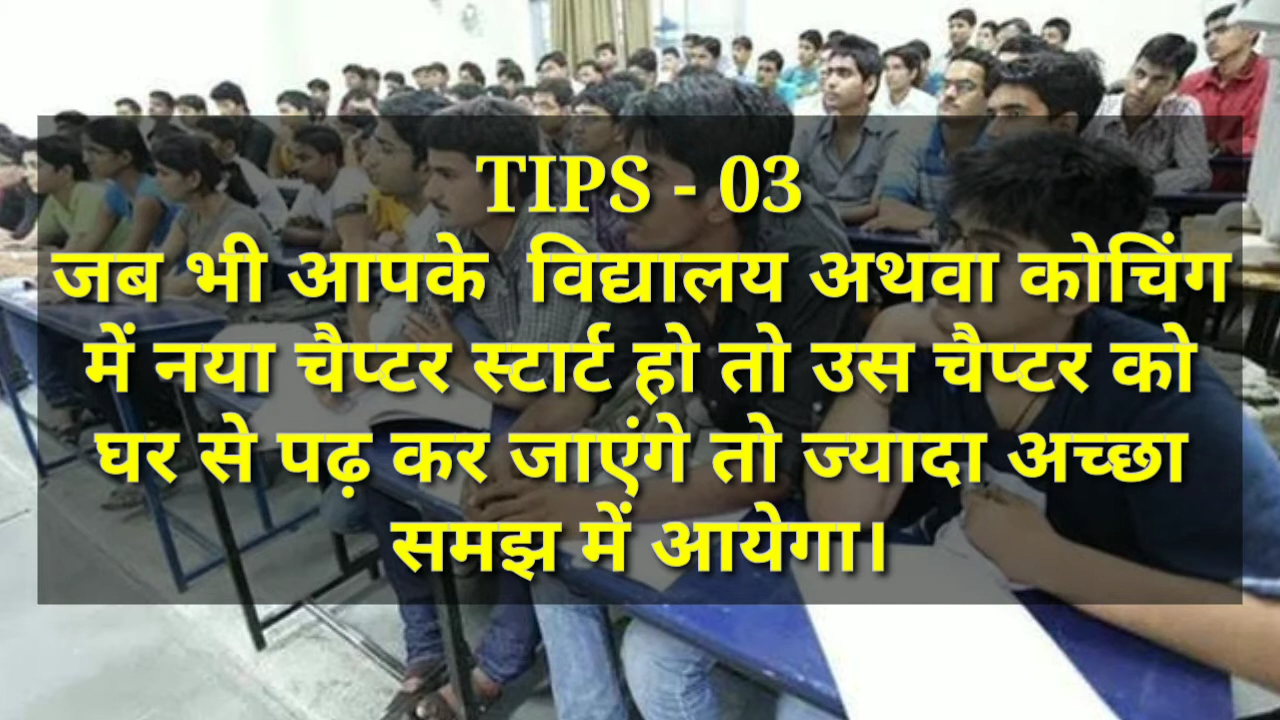 TIPS - 03
जब भी आपके विद्यालय अथवा कोचिंग
में नया चैप्टर स्टार्ट हो तो उस चैप्टर को
घर से पढ़ कर जाएंगे तो ज्यादा अच्छा
समझ में आयेगा।